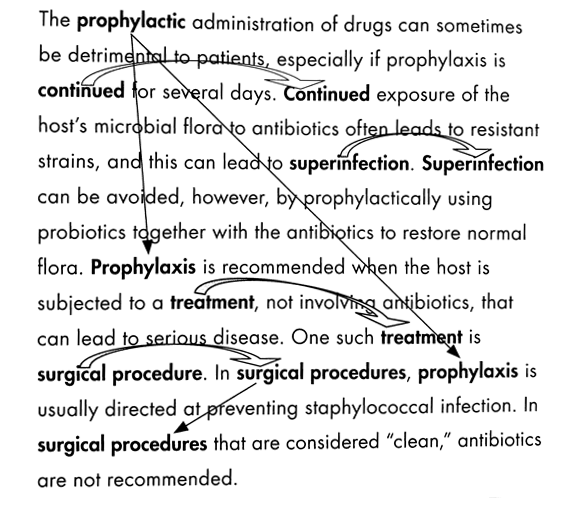 The prophylactic administration of drugs can sometimes
be detrimental to patients, especially if prophylaxis is
continued for several days. Continued exposure of the
host's microbial flora to antibiotics often leads to resistant
strains, and this can lead to superinfection. Superinfection
can be avoided, however, by prophylactically using
probiotics together with the antibiotics to restore normal
flora. Prophylaxis is recommended when the host is
subjected to a treatment, not involving antibiotics, that
can lead to serious disease. One such treatment is
surgical procedure. In surgical procedures, prophylaxis is
usually directed at preventing staphylococcal infection. In
surgical procedures that are considered “clean,” antibiotics
are not recommended.